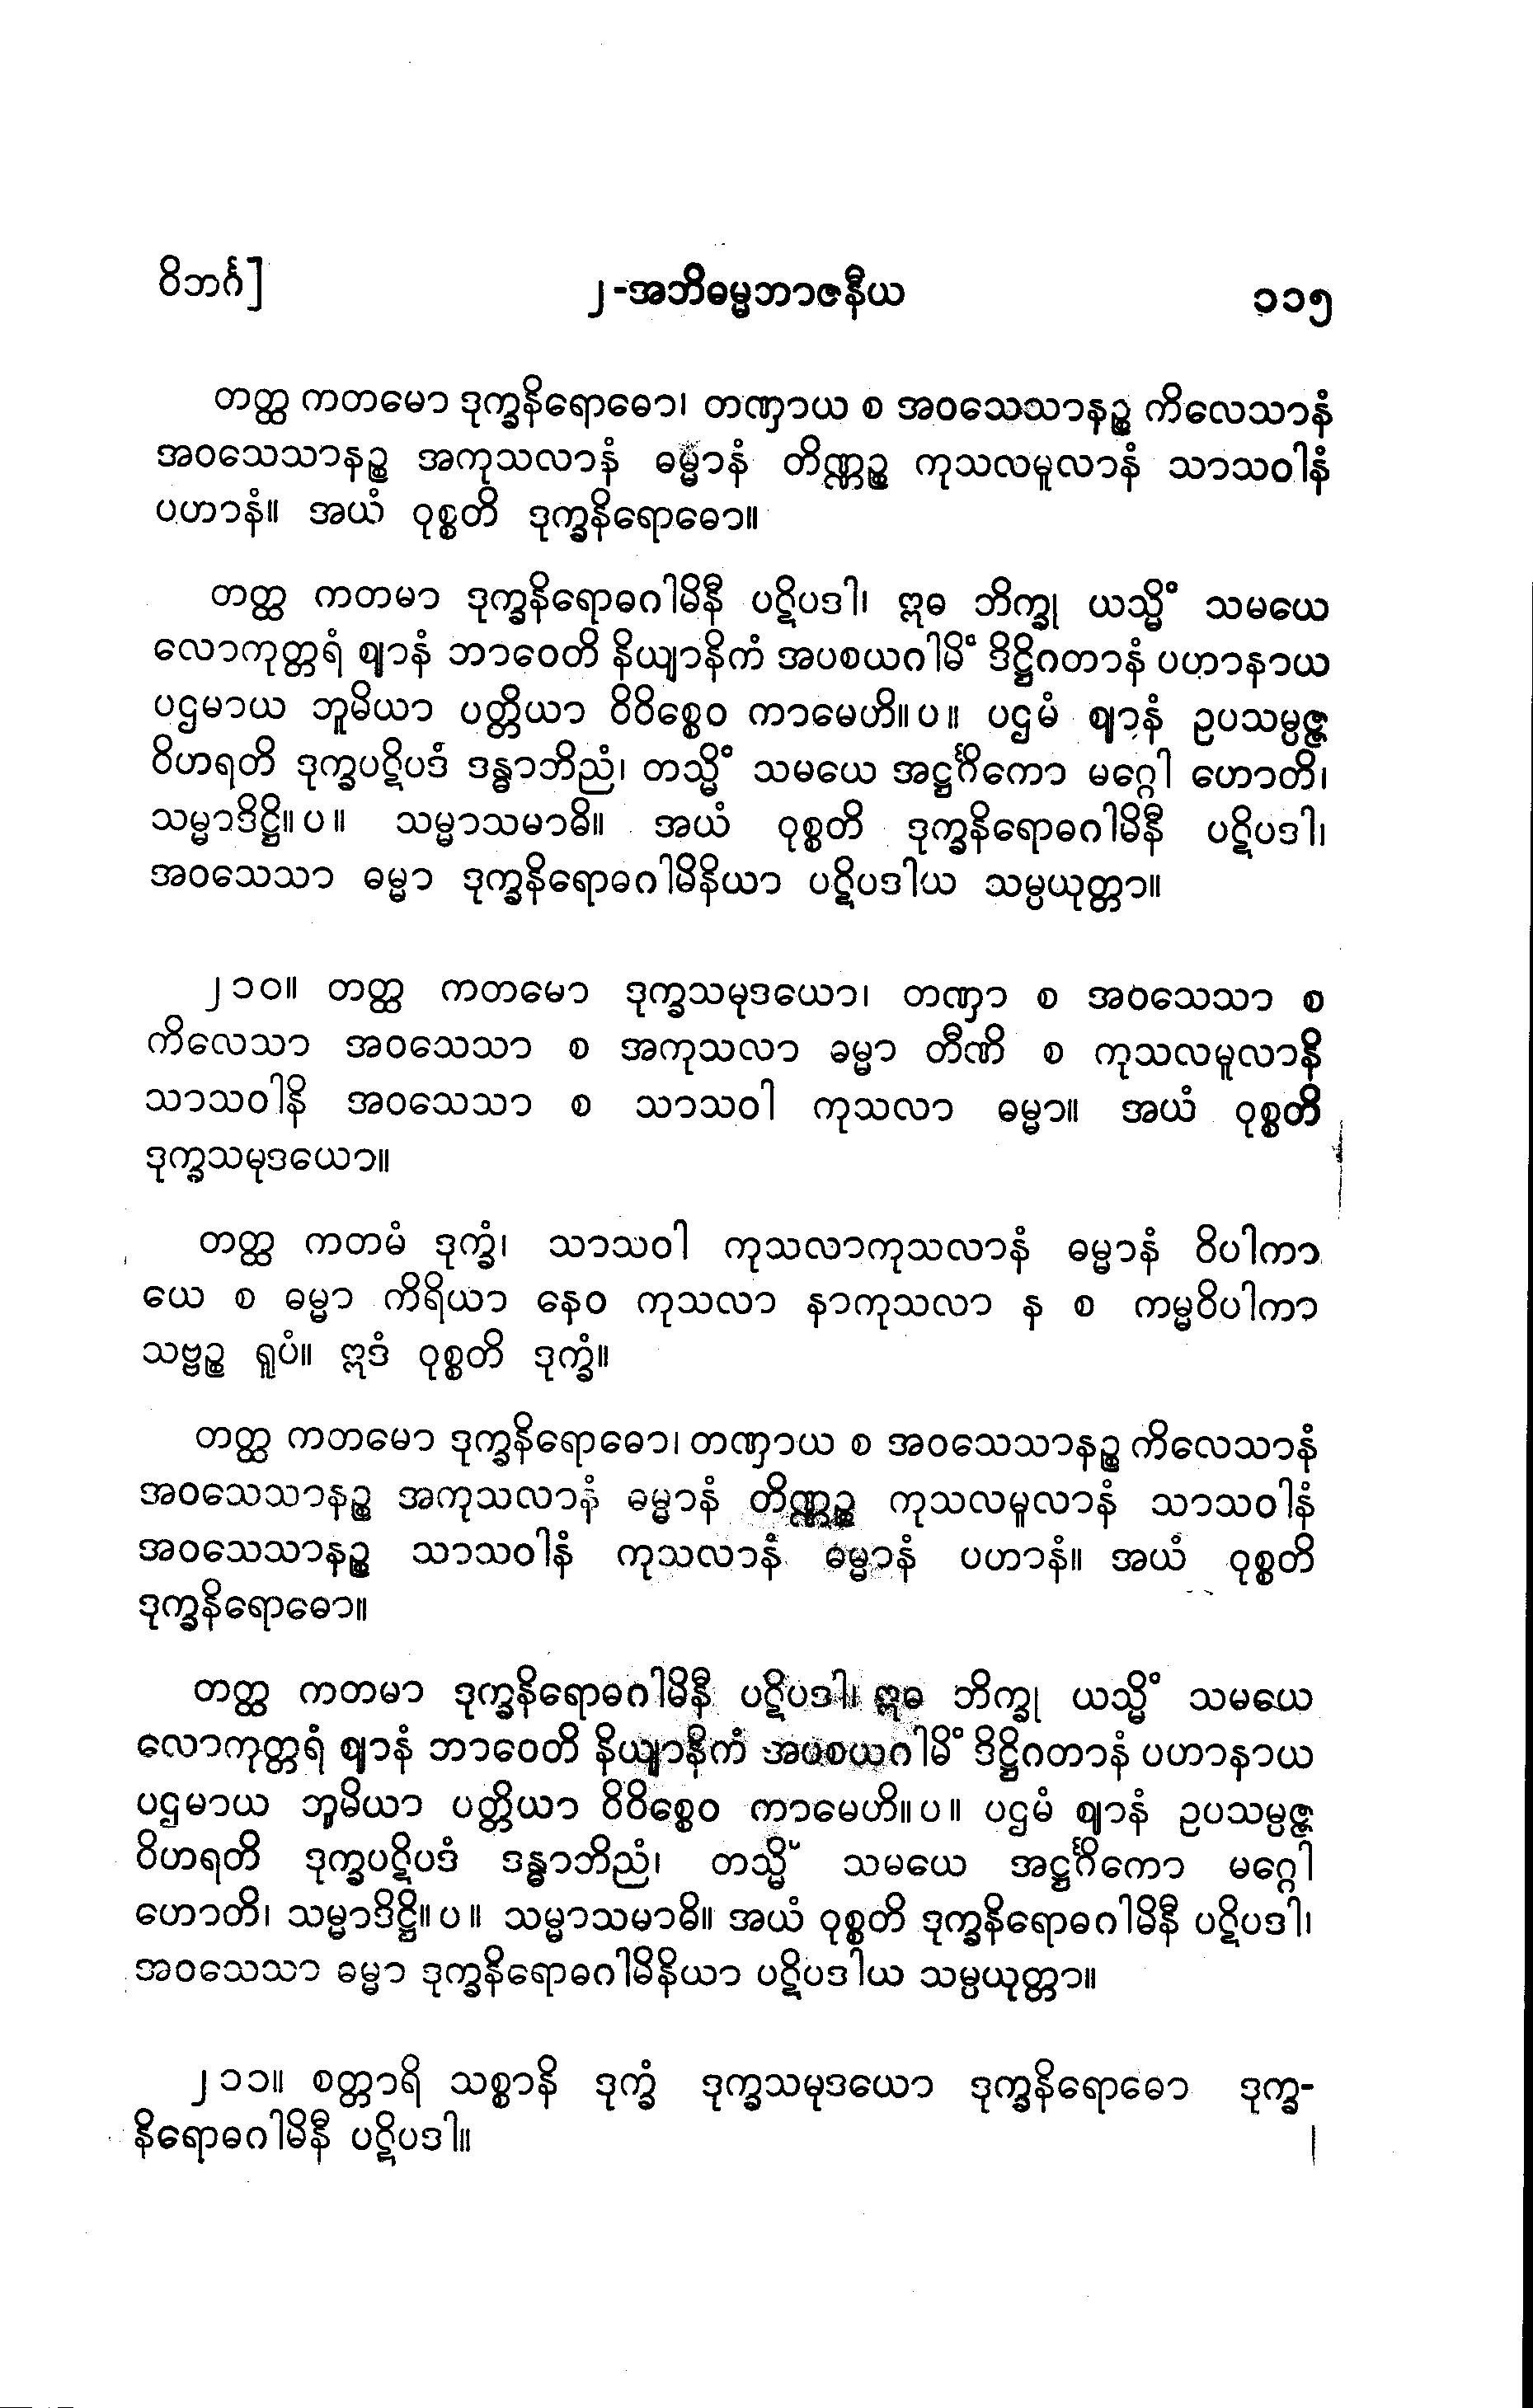 ဝိဘင်္ဂ]
၂-အဘိဓမ္မဘာဇနီယ
၁၁၅
တတ္ထ ကတမော ဒုက္ခနိရောဓော၊ တဏှာယ စ အဝသေသာနဉ္စ ကိလေသာနံ
အဝသေသာနဉ္စ အကုသလာနံ ဓမ္မာနံ တိဏ္ဏဉ္စ ကုသလမူလာနံ သာသဝါနံ
ပဟာနံ။ အယံ ဝုစ္စတိ ဒုက္ခနိရောဓော။
တတ္ထ ကတမာ ဒုက္ခနိရောဓဂါမိနီ ပဋိပဒါ၊ ဣဓ ဘိက္ခု ယသ္မိံ သမယေ
လောကုတ္တရံ ဈာနံ ဘာဝေတိ နိယျာနိကံ အပစယဂါမိံ ဒိဋ္ဌိဂတာနံ ပဟာနာယ
ပဌမာယ ဘူမိယာ ပတ္တိယာ ဝိဝိစ္စေဝ ကာမေဟိ။ပ။ ပဌမံ ဈာနံ ဥပသမ္ပဇ္ဇ
ဝိဟရတိ ဒုက္ခပဋိပဒံ ဒန္ဓာဘိညံ၊ တသ္မိံ သမယေ အဋ္ဌင်္ဂိကော မဂ္ဂေါ ဟောတိ၊
သမ္မာဒိဋ္ဌိ။ပ။ သမ္မာသမာဓိ။ အယံ ဝုစ္စတိ ဒုက္ခနိရောဓဂါမိနီ ပဋိပဒါ၊
အဝသေသာ ဓမ္မာ ဒုက္ခနိရောဓဂါမိနိယာ ပဋိပဒါယ သမ္ပယုတ္တာ။
၂၁၀။ တတ္ထ ကတမော ဒုက္ခသမုဒယော၊ တဏှာ စ အဝသေသာ စ
ကိလေသာ အဝသေသာ စ အကုသလာ ဓမ္မာ တီဏိ စ ကုသလမူလာနိ
သာသဝါနိ အဝသေသာ စ သာသဝါ ကုသလာ ဓမ္မာ။ အယံ ဝုစ္စတိ
ဒုက္ခသမုဒယော။
တတ္ထ ကတမံ ဒုက္ခံ၊ သာသဝါ ကုသလာကုသလာနံ ဓမ္မာနံ ဝိပါကာ
ယေ စ ဓမ္မာ ကိရိယာ နေဝ ကုသလာ နာကုသလာ န စ ကမ္မဝိပါကာ
သဗ္ဗဉ္စ ရူပံ။ ဣဒံ ဝုစ္စတိ ဒုက္ခံ။
တတ္ထ ကတမော ဒုက္ခနိရောဓော၊ တဏှာယ စ အဝသေသာနဉ္စ ကိလေသာနံ
အဝသေသာနဉ္စ အကုသလာနံ ဓမ္မာနံ တိဏ္ဏဉ္စ ကုသလမူလာနံ သာသဝါနံ
အဝသေသာနဉ္စ သာသဝါနံ ကုသလာနံ ဓမ္မာနံ ပဟာနံ။ အယံ ဝုစ္စတိ
ဒုက္ခနိရောဓော။
တတ္ထ ကတမာ ဒုက္ခနိရောဓဂါမိနီ ပဋိပဒါ။ ဣဓ ဘိက္ခု ယသ္မိံ သမယေ
လောကုတ္တရံ ဈာနံ ဘာဝေတိ နိယျာနိကံ အပစယဂါမိံ ဒိဋ္ဌိဂတာနံ ပဟာနာယ
ပဌမာယ ဘူမိယာ ပတ္တိယာ ဝိဝိစ္စေဝ ကာမေဟိ။ပ။ ပဌမံ ဈာနံ ဥပသမ္ပဇ္ဇ
ဝိဟရတိ ဒုက္ခပဋိပဒံ ဒန္ဓာဘိညံ၊ တသ္မိံ သမယေ အဋ္ဌင်္ဂိကော မဂ္ဂေါ
ဟောတိ၊ သမ္မာဒိဋ္ဌိ။ပ။ သမ္မာသမာဓိ။ အယံ ဝုစ္စတိ ဒုက္ခနိရောဓဂါမိနီ ပဋိပဒါ၊
အဝသေသာ ဓမ္မာ ဒုက္ခနိရောဓဂါမိနိယာ ပဋိပဒါယ သမ္ပယုတ္တာ။
၂၁၁။ စတ္တာရိ သစ္စာနိ ဒုက္ခံ ဒုက္ခသမုဒယော ဒုက္ခနိရောဓော ဒုက္ခ-
နိရောဓဂါမိနီ ပဋိပဒါ။